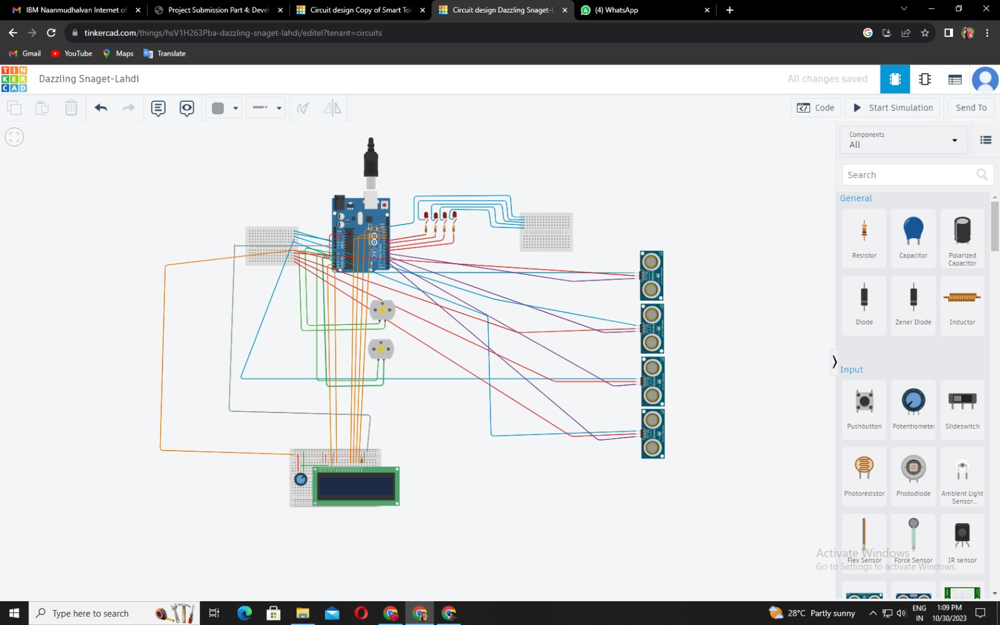 IBM Naanmudhalvan Internet of
Project Submission Part 4: Devel
Circuit design Copy of Smart Toi
Circuit design Dazzling Snaget-L
(4) WhatsApp
tinkercad.com/things/hsV1H263Pba-dazzling-snaget-lahdi/editel?tenant=circuits
Gmail
YouTube
Maps
Translate
TIN
KER
CAD
Dazzling Snaget-Lahdi
All changes saved
Code
Start Simulation
Send To
Components
All
Search
General
Resistor
Capacitor
Polarized
Capacitor
Diode
Zener Diode
Inductor
Input
Pushbutton
Potentiometer
Slideswitch
Photoresistor
Photodiode
Ambient Light
Sensor...
Flex Sensor
Force Sensor
IR sensor
Activate Windows
Go to Settings to activate Windows.
Type here to search
28°C Partly sunny
ENG
IN
1:09 PM
10/30/2023